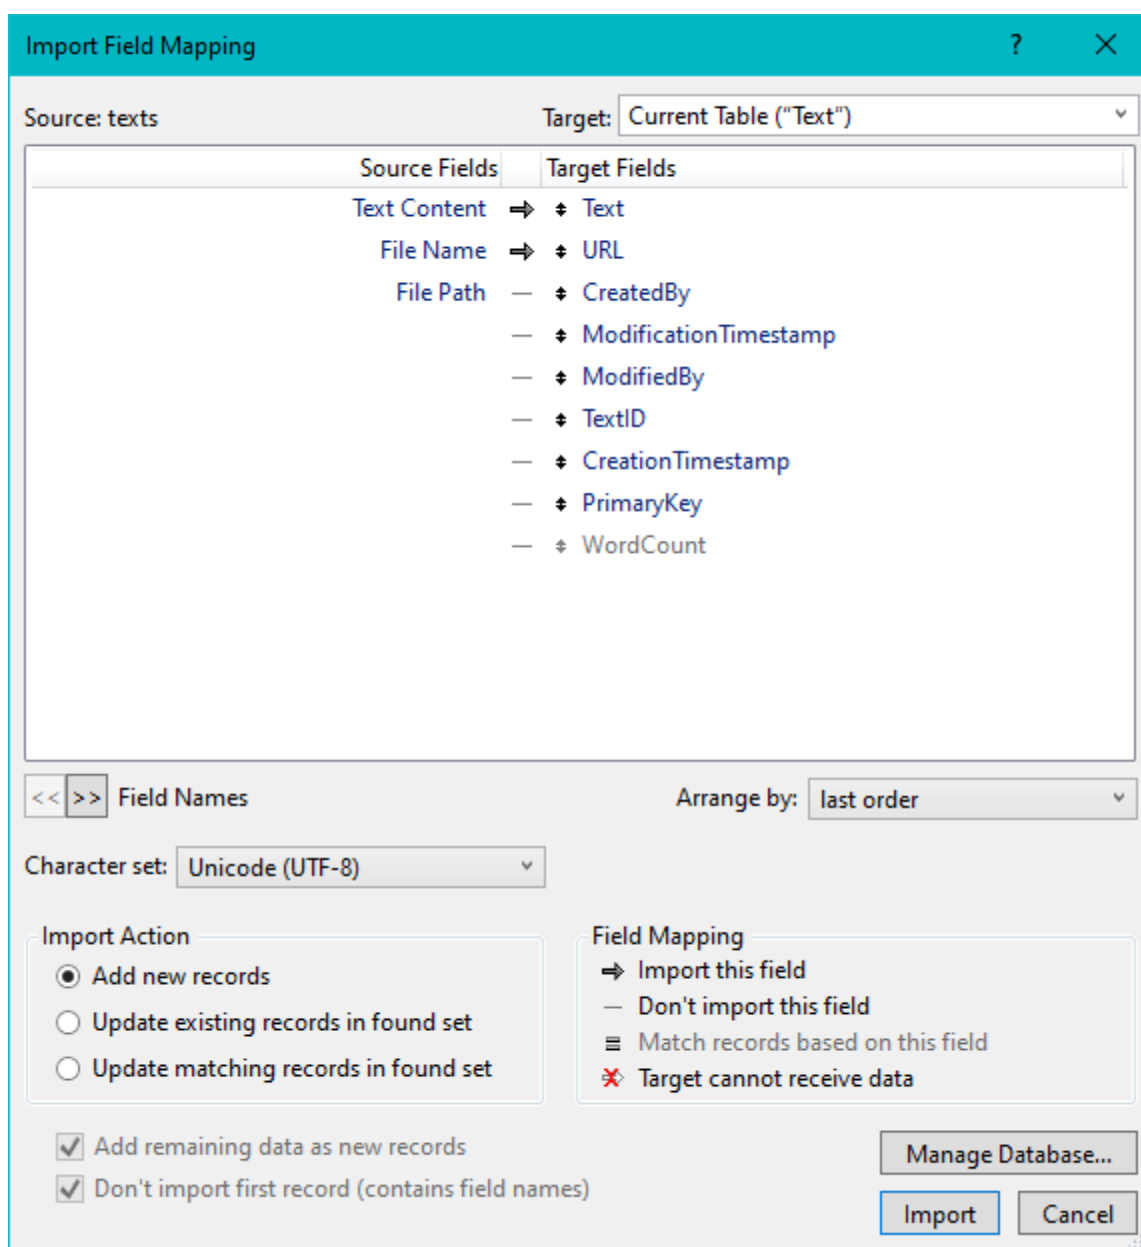 Import Field Mapping ?
Source: texts Target: Current Table (“Text”)
Source Fields Target Fields
Text Content Text
File Name URL
File Path CreatedBy
ModificationTimestamp
ModifiedBy
TextID
CreationTimestamp
PrimaryKey
WordCount
<< >> Field Names Arrange by: last order
Character set: Unicode (UTF-8)
Import Action
Add new records
Update existing records in found set
Update matching records in found set
Field Mapping
Import this field
Don't import this field
Match records based on this field
Target cannot receive data
Add remaining data as new records
Don't import first record (contains field names)
Manage Database...
Import Cancel